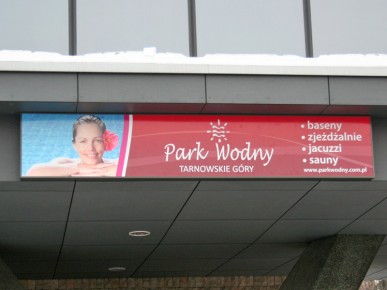 Park Wodny
TARNOWSKIE GÓRY
• baseny
• zjeżdżalnie
• jacuzzi
• sauny
www.parkwodny.com.pl